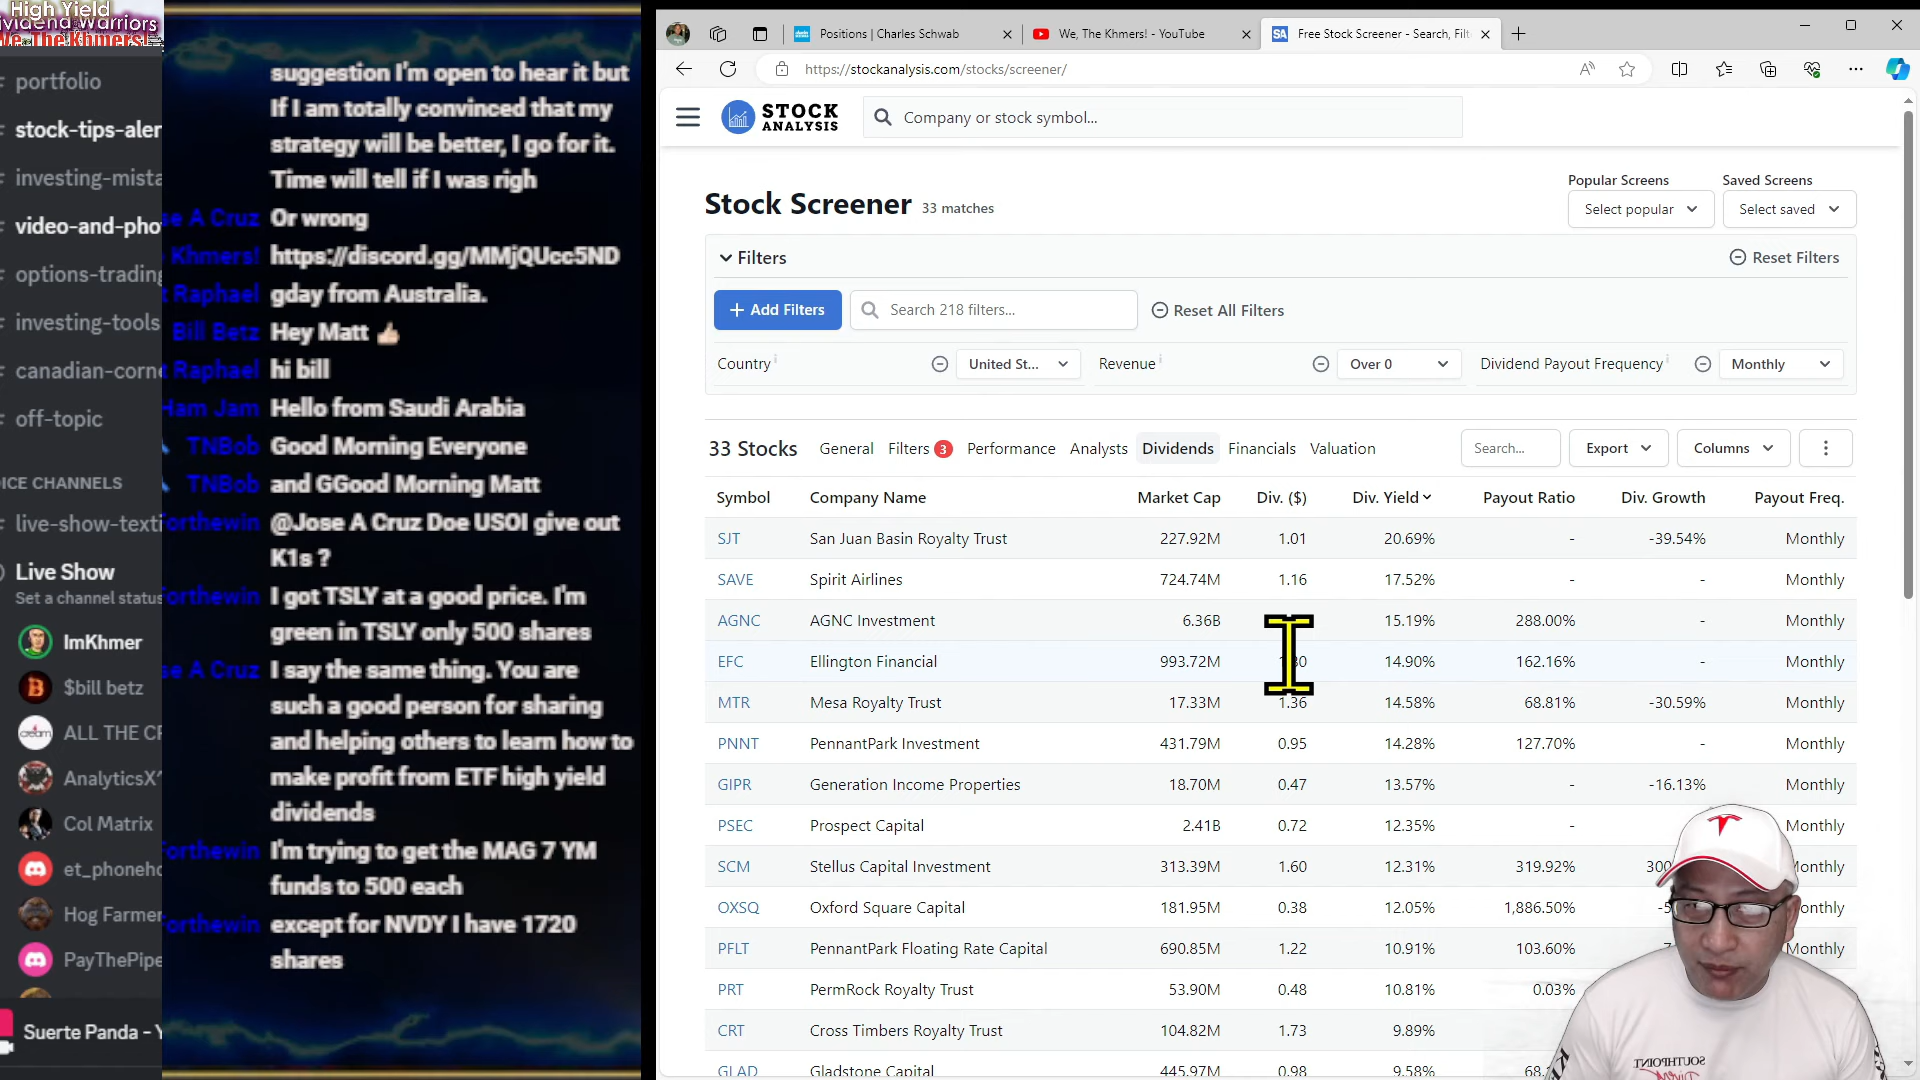 High Yield
Dividend Warriors
We, The Khmers!
portfolio
stock-tips-aler
investing-mista
video-and-pho
options-trading
investing-tools
canadian-corne
off-topic
ICE CHANNELS
live-show-texti
Live Show
Set a channel status
ImKhmer
$bill betz
ALL THE CF
AnalyticsX
Col Matrix
et_phoneho
Hog Farmer
PayThePipe
Suerte Panda - Y
suggestion I'm open to hear it but
If I am totally convinced that my
strategy will be better, I go for it.
Time will tell if I was righ
se A Cruz Or wrong
Khmers! https://discord.gg/MMjQUcc5ND
Raphael gday from Australia.
Bill Betz Hey Matt 👍🏻
Raphael hi bill
Ham Jam Hello from Saudi Arabia
TNBob Good Morning Everyone
TNBob and GGood Morning Matt
orthewin @Jose A Cruz Doe USOI give out
K1s ?
orthewin I got TSLY at a good price. I'm
green in TSLY only 500 shares
se A Cruz I say the same thing. You are
such a good person for sharing
and helping others to learn how to
make profit from ETF high yield
dividends
orthewin I'm trying to get the MAG 7 YM
funds to 500 each
orthewin except for NVDY I have 1720
shares
Positions | Charles Schwab
We, The Khmers! - YouTube
SA Free Stock Screener - Search, Filt
https://stockanalysis.com/stocks/screener/
STOCK
ANALYSIS
Company or stock symbol...
Stock Screener 33 matches
Popular Screens Saved Screens
Select popular Select saved
Filters Reset Filters
+ Add Filters Search 218 filters... Reset All Filters
Country United St... Revenue Over 0 Dividend Payout Frequency Monthly
33 Stocks General Filters 3 Performance Analysts Dividends Financials Valuation Search... Export Columns
Symbol Company Name Market Cap Div. ($) Div. Yield Payout Ratio Div. Growth Payout Freq.
SJT San Juan Basin Royalty Trust 227.92M 1.01 20.69% - -39.54% Monthly
SAVE Spirit Airlines 724.74M 1.16 17.52% - - Monthly
AGNC AGNC Investment 6.36B 15.19% 288.00% - Monthly
EFC Ellington Financial 993.72M 14.90% 162.16% - Monthly
MTR Mesa Royalty Trust 17.33M 1.36 14.58% 68.81% -30.59% Monthly
PNNT PennantPark Investment 431.79M 0.95 14.28% 127.70% - Monthly
GIPR Generation Income Properties 18.70M 0.47 13.57% - -16.13% Monthly
PSEC Prospect Capital 2.41B 0.72 12.35% - Monthly
SCM Stellus Capital Investment 313.39M 1.60 12.31% 319.92% 300 onthly
OXSQ Oxford Square Capital 181.95M 0.38 12.05% 1,886.50% -5 onthly
PFLT PennantPark Floating Rate Capital 690.85M 1.22 10.91% 103.60% 7 Monthly
PRT PermRock Royalty Trust 53.90M 0.48 10.81% 0.03%
CRT Cross Timbers Royalty Trust 104.82M 1.73 9.89%
GLAD Gladstone Capital 445.97M 0.98 9.58% 68.
SOUTHPOINT